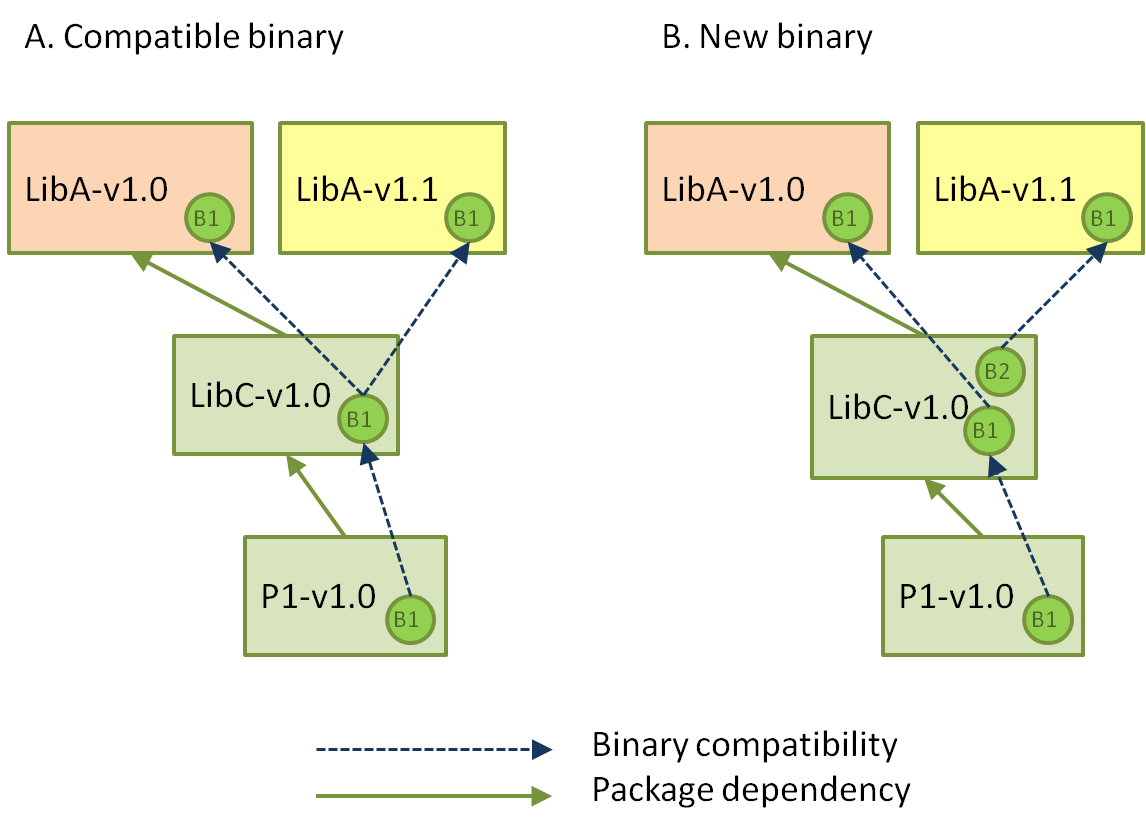 A. Compatible binary
B. New binary
LibA-v1.0
B1
LibA-v1.1
B1
LibA-v1.0
B1
LibA-v1.1
B1
LibC-v1.0
B1
B2
LibC-v1.0
B1
P1-v1.0
B1
P1-v1.0
B1
Binary compatibility
Package dependency